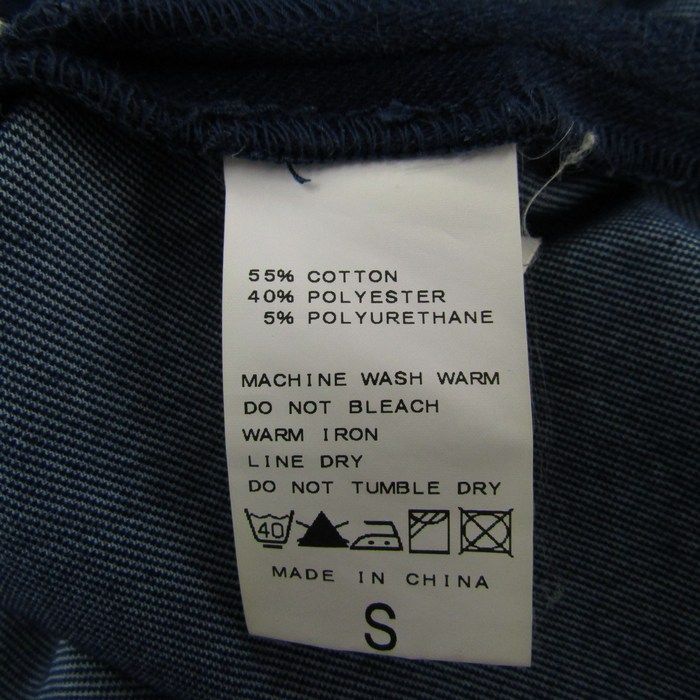 55% COTTON
40% POLYESTER
5% POLYURETHANE
MACHINE WASH WARM
DO NOT BLEACH
WARM IRON
LINE DRY
DO NOT TUMBLE DRY
40
MADE IN CHINA
S